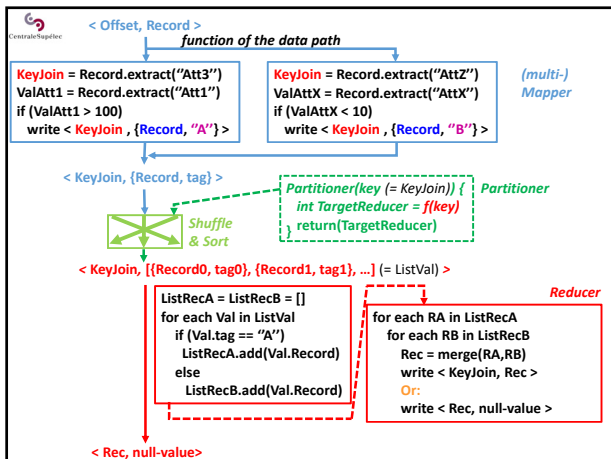 CentraleSupélec
< Offset, Record >
function of the data path
KeyJoin = Record.extract(‘‘Att3’’)
ValAtt1 = Record.extract(‘‘Att1’’)
if (ValAtt1 > 100)
write < KeyJoin , {Record, ‘‘A’’} >
KeyJoin = Record.extract(‘‘AttZ’’)
ValAttX = Record.extract(‘‘AttX’’)
if (ValAttX < 10)
write < KeyJoin , {Record, ‘‘B’’} >
(multi-)
Mapper
< KeyJoin, {Record, tag} >
Partitioner(key (= KeyJoin)) {
int TargetReducer = f(key)
return(TargetReducer)
}
Partitioner
Shuffle
& Sort
< KeyJoin, [{Record0, tag0}, {Record1, tag1}, …] (= ListVal) >
ListRecA = ListRecB = []
for each Val in ListVal
if (Val.tag == ‘‘A’’)
ListRecA.add(Val.Record)
else
ListRecB.add(Val.Record)
Reducer
for each RA in ListRecA
for each RB in ListRecB
Rec = merge(RA,RB)
write < KeyJoin, Rec >
Or:
write < Rec, null-value >
< Rec, null-value>